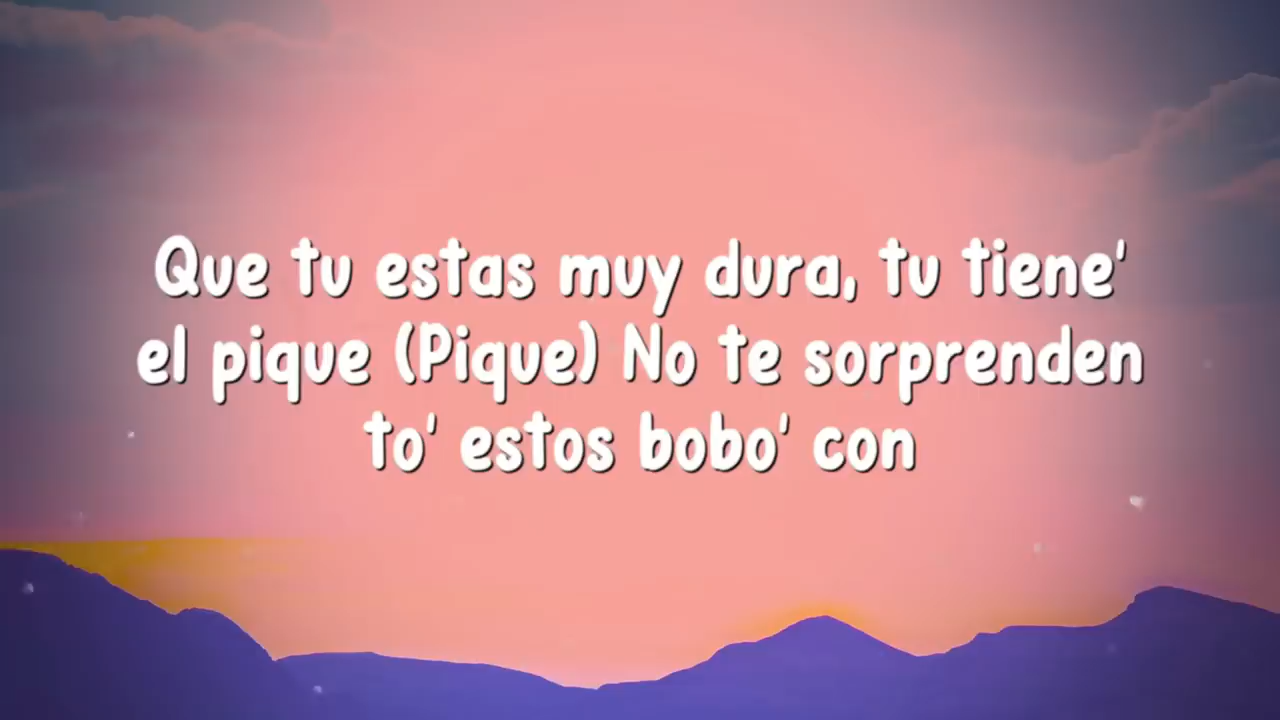 Que tu estas muy dura, tu tiene'
el pique (Pique) No te sorprenden
to' estos bobo' con